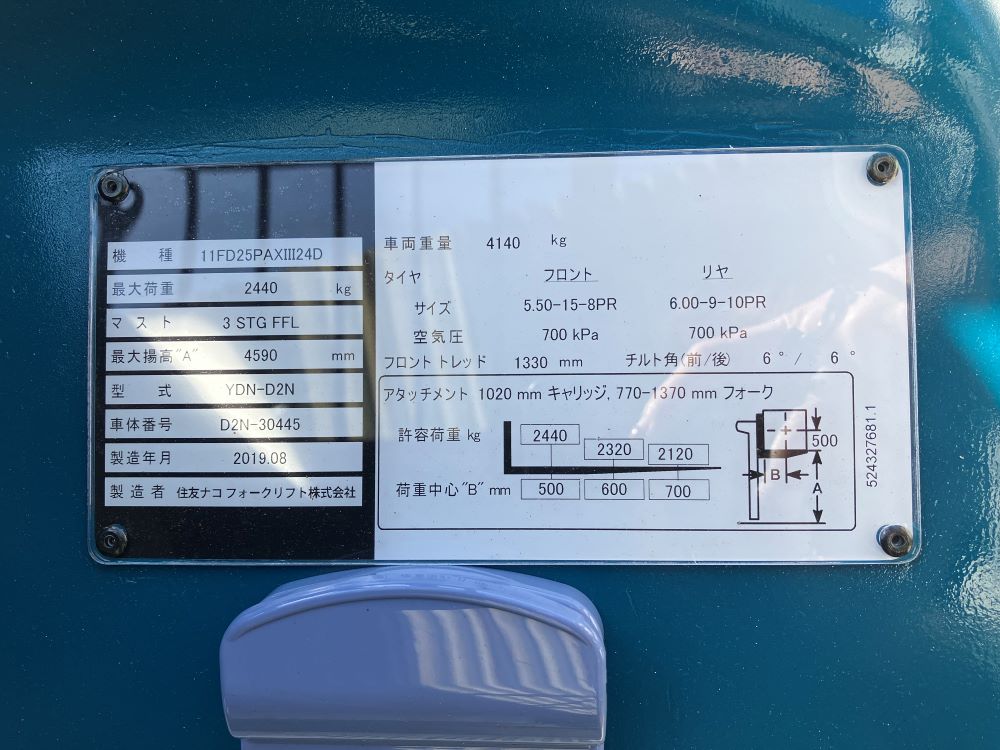 機 種 11FD25PAXIII24D
最大荷重 2440 kg
マスト 3 STG FFL
最大揚高"A" 4590 mm
型 式 YDN-D2N
車体番号 D2N-30445
製造年月 2019.08
製造者 住友ナコフォークリフト株式会社
車両重量 4140 kg
タイヤ フロント リヤ
サイズ 5.50-15-8PR 6.00-9-10PR
空気圧 700 kPa 700 kPa
フロント トレッド 1330 mm チルト角(前/後) 6°/ 6°
アタッチメント 1020 mm キャリッジ, 770-1370 mm フォーク
許容荷重 kg 2440 2320 2120
荷重中心"B" mm 500 600 700
500
B
A
524327681.1